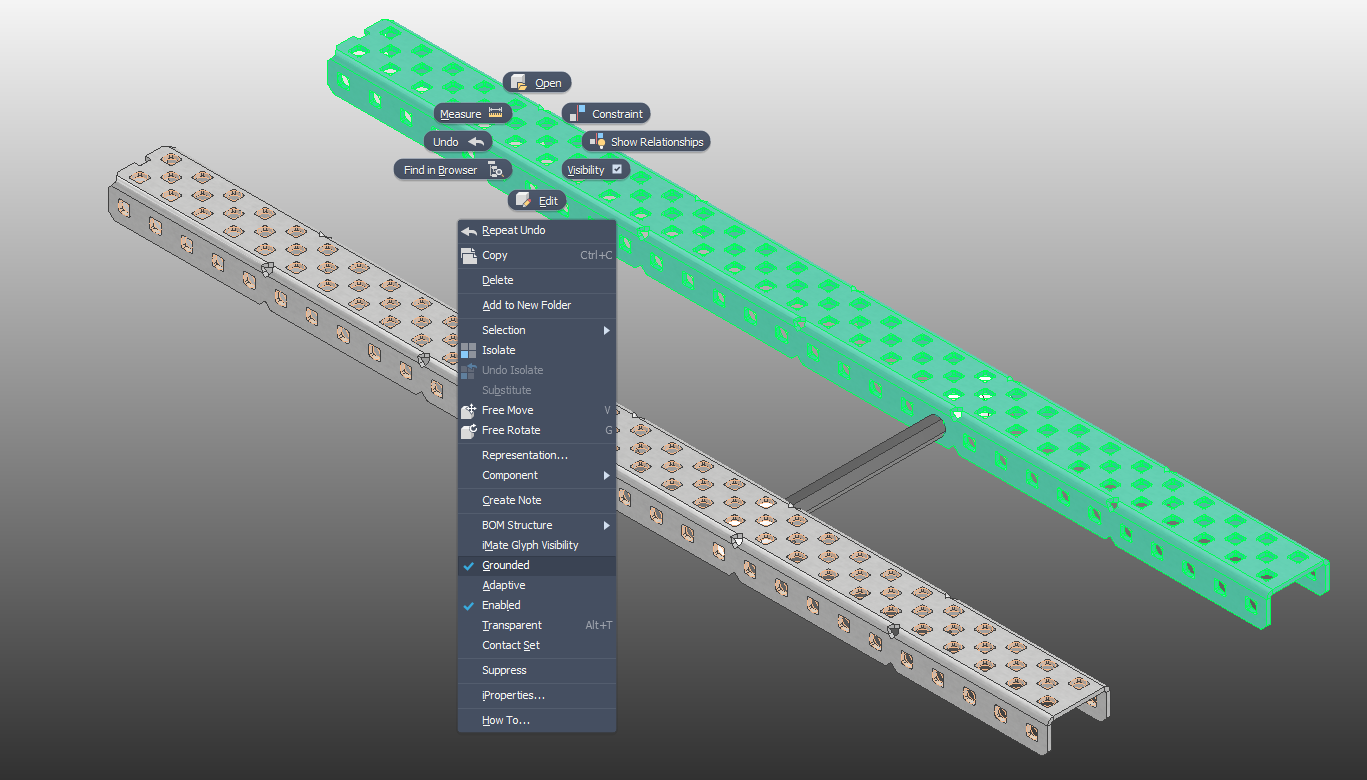 Open
Measure
Constraint
Undo
Show Relationships
Find in Browser
Visibility
Edit
Repeat Undo
Copy Ctrl+C
Delete
Add to New Folder
Selection
Isolate
Undo Isolate
Substitute
Free Move V
Free Rotate G
Representation...
Component
Create Note
BOM Structure
iMate Glyph Visibility
Grounded
Adaptive
Enabled
Transparent Alt+T
Contact Set
Suppress
iProperties...
How To...